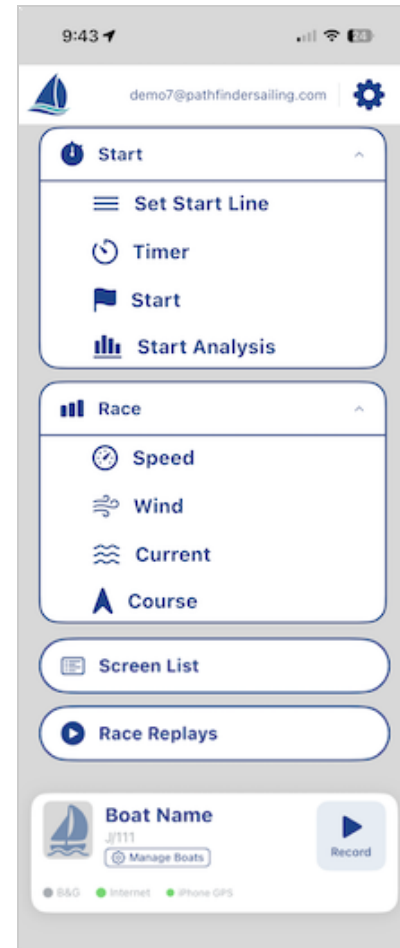 9:43
24
demo7@pathfindersailing.com
Start
Set Start Line
Timer
Start
Start Analysis
Race
Speed
Wind
Current
Course
Screen List
Race Replays
Boat Name
J/111
Manage Boats
Record
B&G Internet iPhone GPS